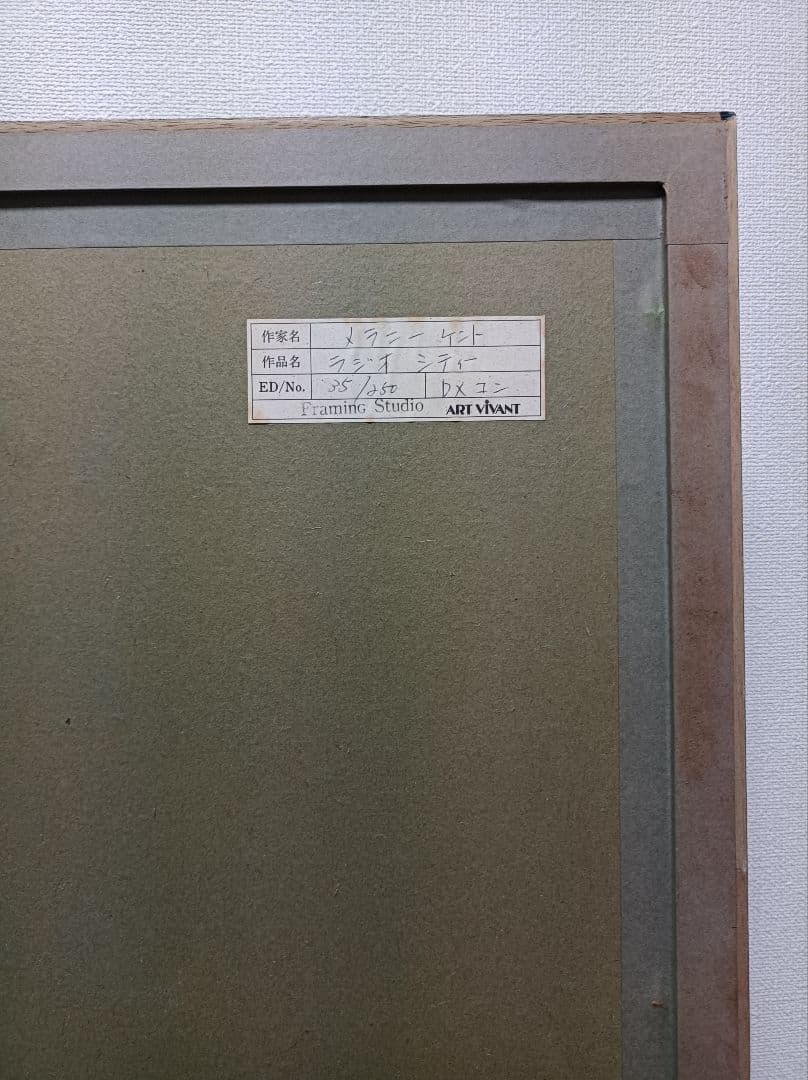 作家名 メラニー ケント
作品名 ラジオ シティー
ED/No. 35/250 DXコン
Framing Studio ART ViVANT